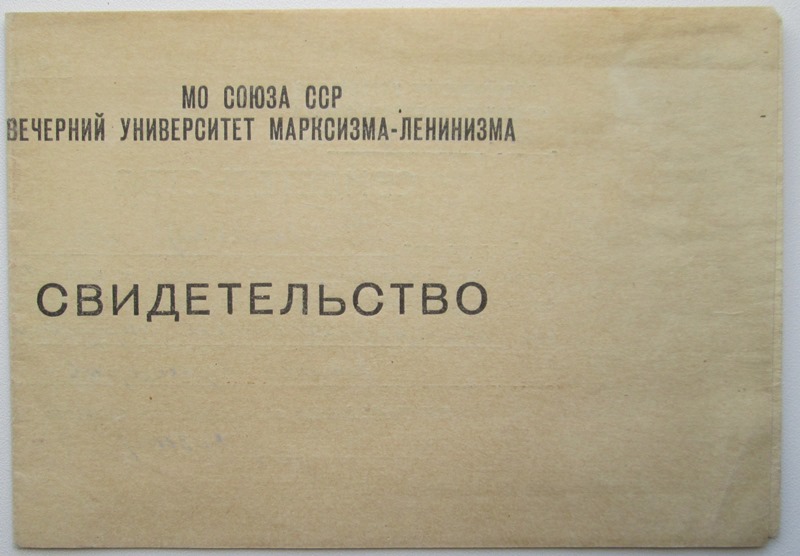 МО СОЮЗА ССР
ВЕЧЕРНИЙ УНИВЕРСИТЕТ МАРКСИЗМА-ЛЕНИНИЗМА
СВИДЕТЕЛЬСТВО